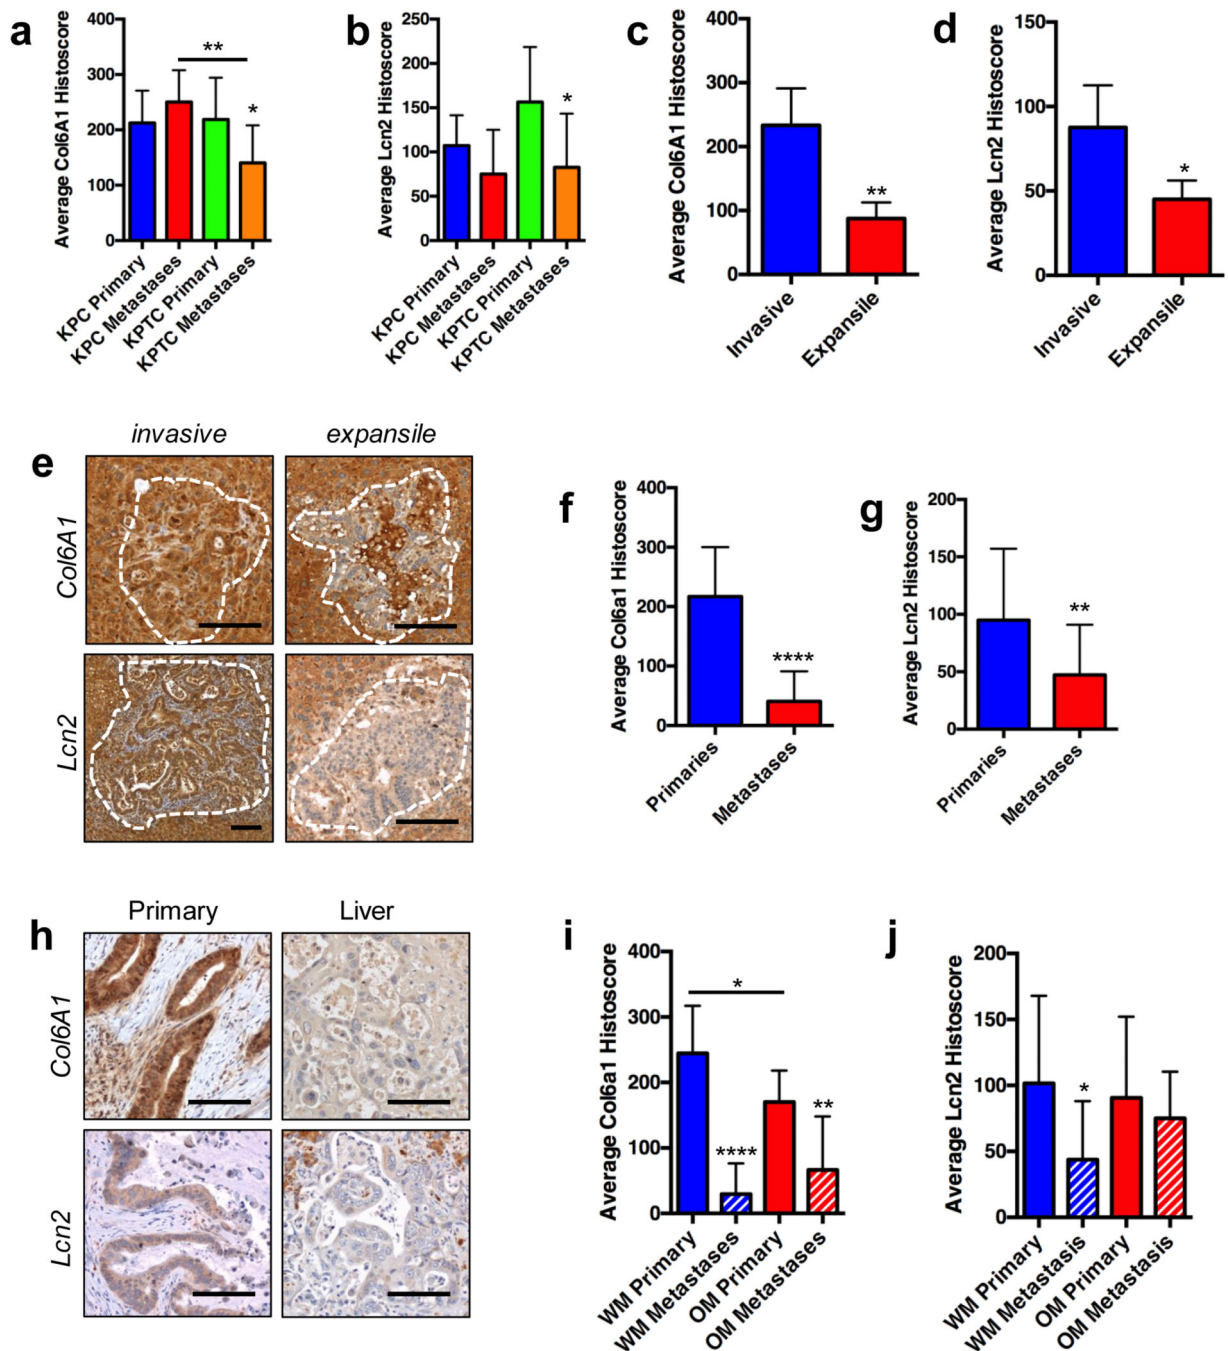 a
Average Col6A1 Histoscore
400
300
200
100
0
**
*
KPC Primary
KPC Metastases
KPTC Primary
KPTC Metastases
b
Average Lcn2 Histoscore
250
200
150
100
50
0
*
KPC Primary
KPC Metastases
KPTC Primary
KPTC Metastases
c
Average Col6A1 Histoscore
400
300
200
100
0
**
Invasive
Expansile
d
Average Lcn2 Histoscore
150
100
50
0
*
Invasive
Expansile
e
invasive
expansile
Col6A1
Lcn2
f
Average Col6a1 Histoscore
400
300
200
100
0
****
Primaries
Metastases
g
Average Lcn2 Histoscore
200
150
100
50
0
**
Primaries
Metastases
h
Primary
Liver
Col6A1
Lcn2
i
Average Col6a1 Histoscore
400
300
200
100
0
*
****
**
WM Primary
WM Metastases
OM Primary
OM Metastases
j
Average Lcn2 Histoscore
200
150
100
50
0
*
WM Primary
WM Metastasis
OM Primary
OM Metastasis